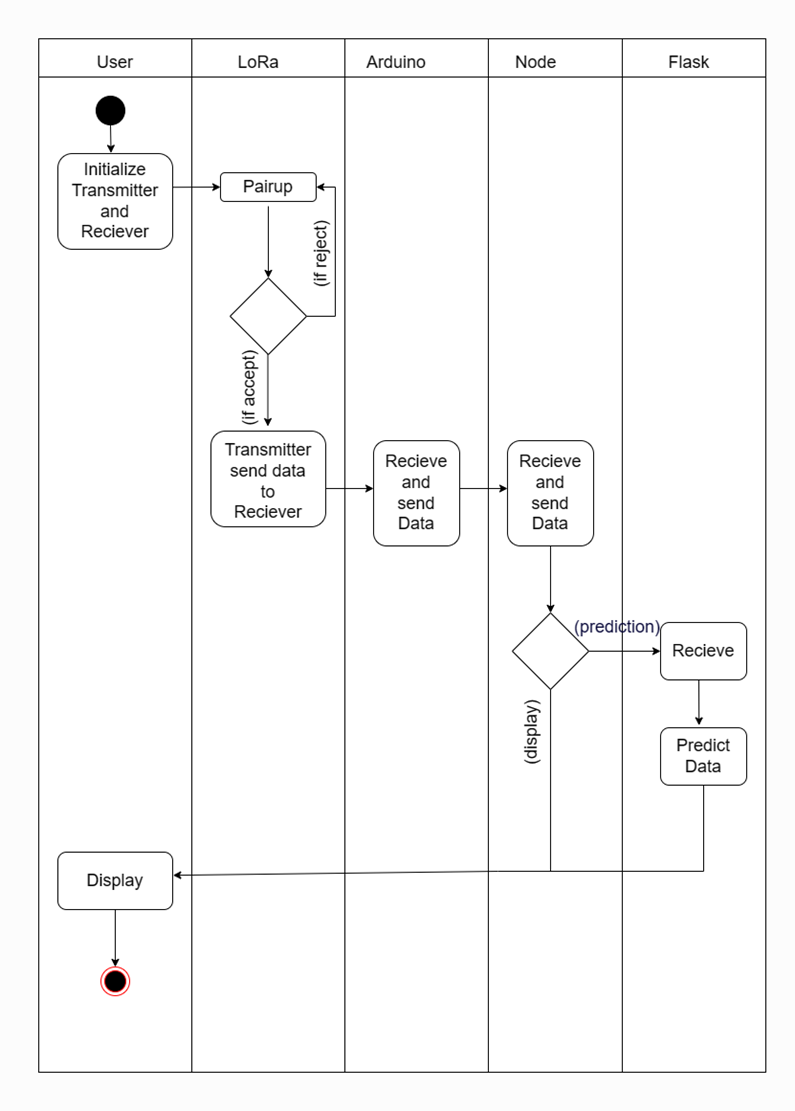 User
LoRa
Arduino
Node
Flask
Initialize
Transmitter
and
Reciever
Pairup
(if reject)
(if accept)
Transmitter
send data
to
Reciever
Recieve
and
send
Data
Recieve
and
send
Data
(prediction)
Recieve
(display)
Predict
Data
Display